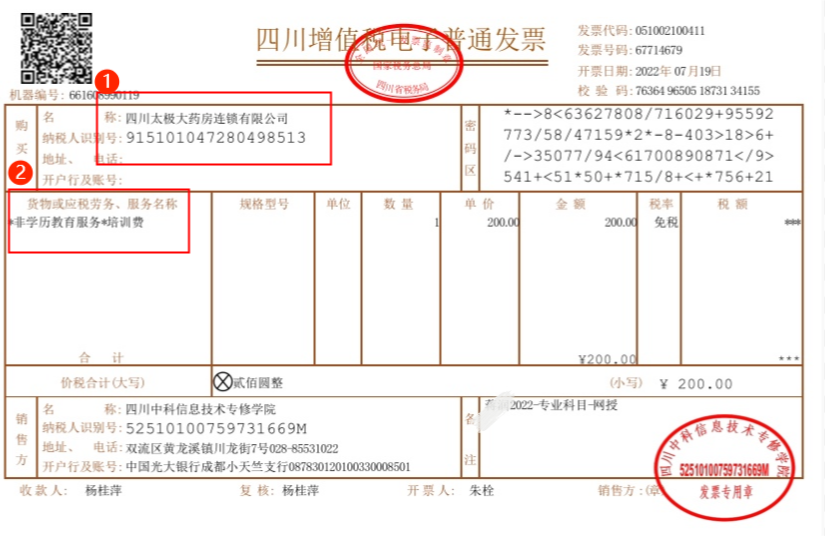 四川增值税电子普通发票
国家税务总局
四川省税务局
发票代码: 051002100411
发票号码: 67714679
开票日期: 2022年07月19日
校验码: 76364 96505 18731 34155
机器编号: 661608990119
1
购买
名称: 四川太极大药房连锁有限公司
纳税人识别号: 915101047280498513
地址、电话:
开户行及账号:
密码区
*-->8<63627808/716029+95592
773/58/47159*2*-8-403>18>6+
/->35077/94<61700890871</9>
541+<51*50+*715/8+<+*756+21
2
货物或应税劳务、服务名称 规格型号 单位 数量 单价 金额 税率 税额
*非学历教育服务*培训费 1 200.00 200.00 免税 ***
合计 ¥200.00 ***
价税合计(大写) ⊗贰佰圆整 (小写) ¥ 200.00
销售方
名称: 四川中科信息技术专修学院
纳税人识别号: 52510100759731669M
地址、电话: 双流区黄龙溪镇川龙街7号028-85531022
开户行及账号: 中国光大银行成都小天竺支行087830120100330008501
注
2022-专业科目-网授
四川中科信息技术专修学院
52510100759731669M
发票专用章
收款人: 杨桂萍 复核: 杨桂萍 开票人: 朱栓 销售方:(章)